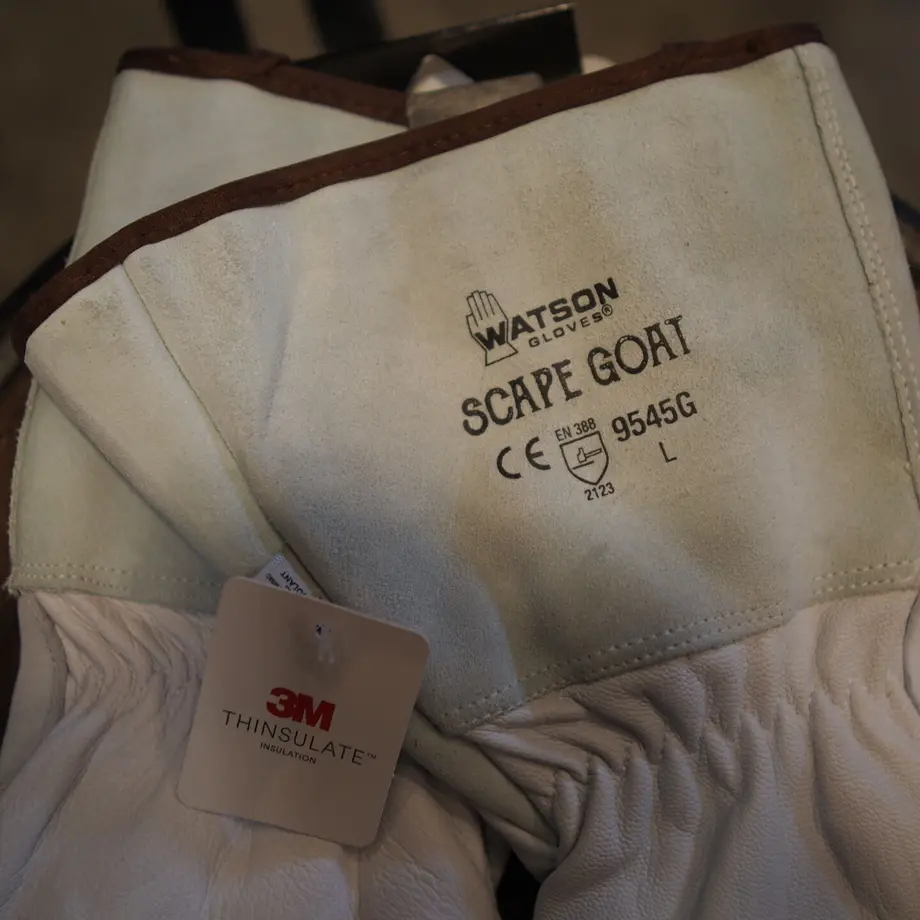 WATSON
GLOVES®
SCAPE GOAT
CE EN 388 9545G
2123 L
3M
THINSULATE™
INSULATION